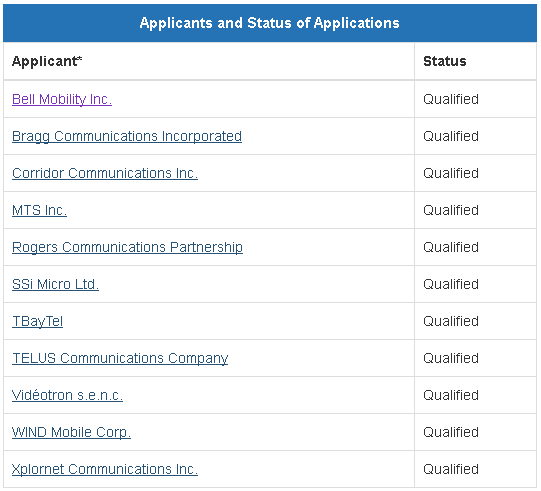 Applicants and Status of Applications
Applicant* Status
Bell Mobility Inc. Qualified
Bragg Communications Incorporated Qualified
Corridor Communications Inc. Qualified
MTS Inc. Qualified
Rogers Communications Partnership Qualified
SSi Micro Ltd. Qualified
TBayTel Qualified
TELUS Communications Company Qualified
Vidéotron s.e.n.c. Qualified
WIND Mobile Corp. Qualified
Xplornet Communications Inc. Qualified